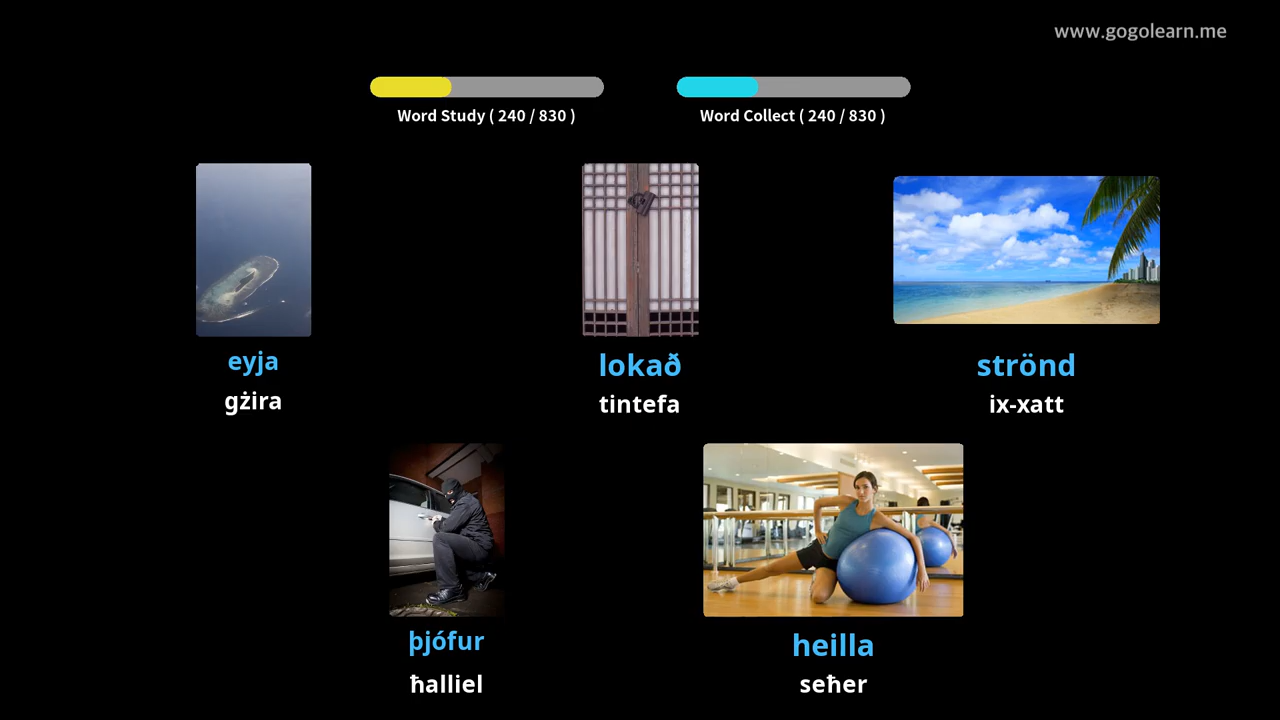 www.gogolearn.me
Word Study ( 240 / 830 )
Word Collect ( 240 / 830 )
eyja
gżira
lokað
tintefa
strönd
ix-xatt
þjófur
ħalliel
heilla
seħer